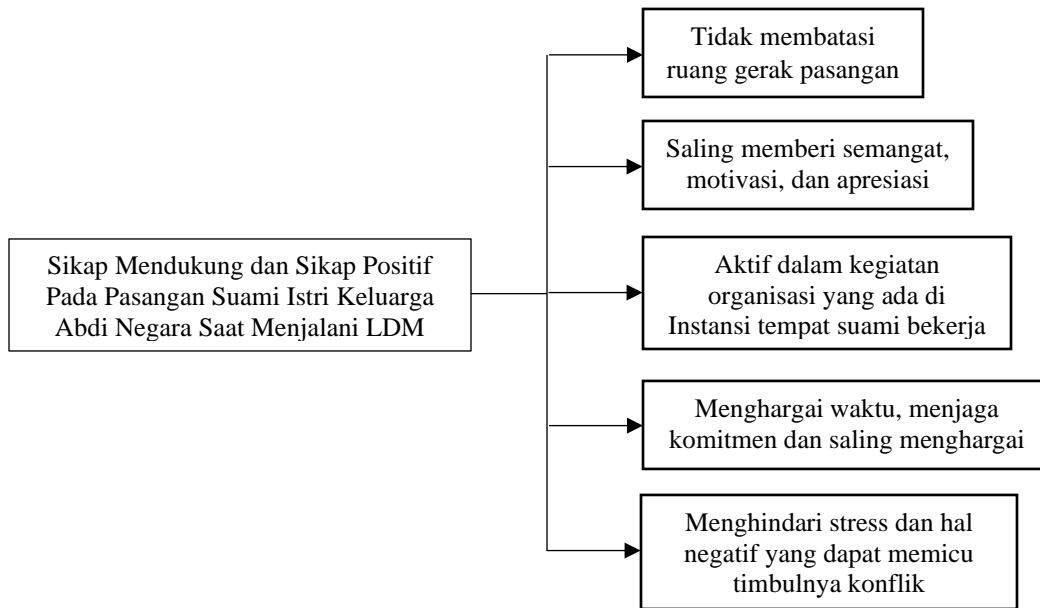 Tidak membatasi
ruang gerak pasangan
Saling memberi semangat,
motivasi, dan apresiasi
Sikap Mendukung dan Sikap Positif
Pada Pasangan Suami Istri Keluarga
Abdi Negara Saat Menjalani LDM
Aktif dalam kegiatan
organisasi yang ada di
Instansi tempat suami bekerja
Menghargai waktu, menjaga
komitmen dan saling menghargai
Menghindari stress dan hal
negatif yang dapat memicu
timbulnya konflik